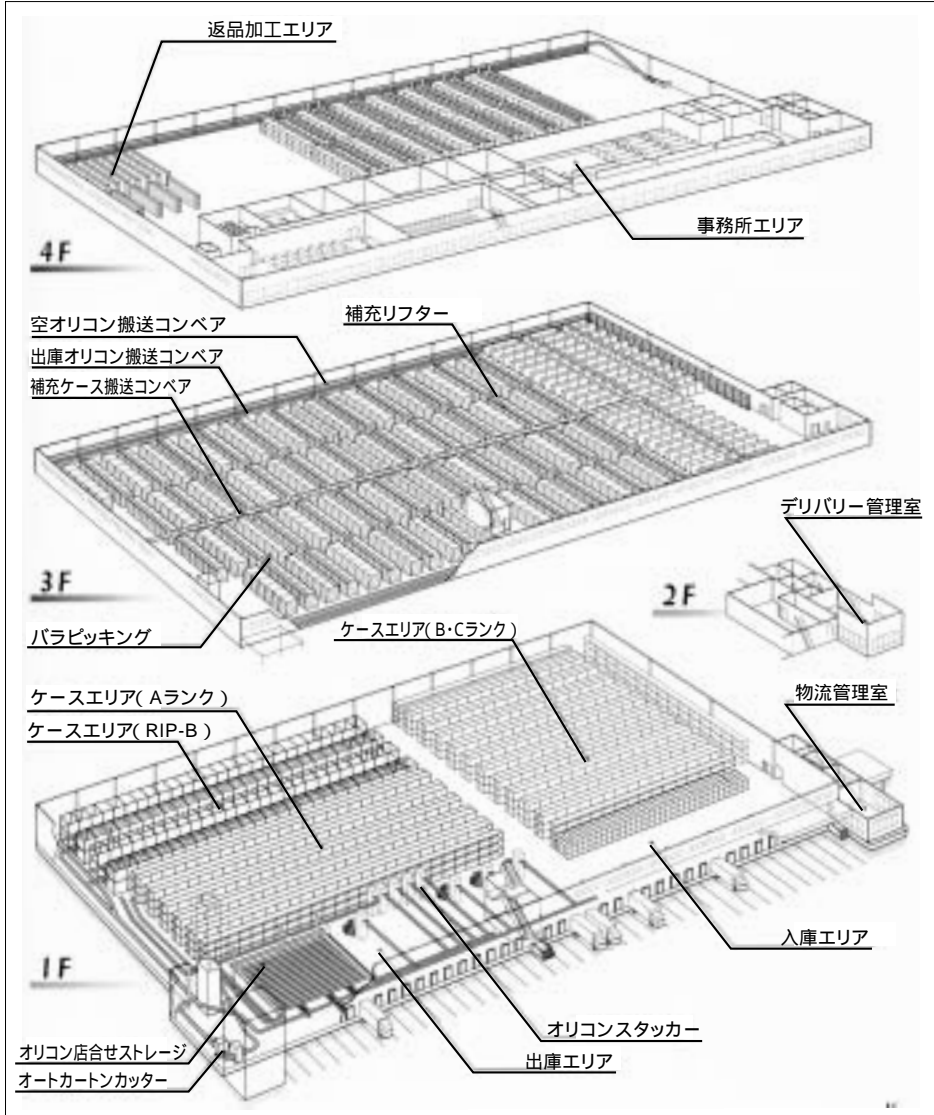 返品加工エリア
事務所エリア
4F
空オリコン搬送コンベア
補充リフター
出庫オリコン搬送コンベア
補充ケース搬送コンベア
デリバリー管理室
3F
2F
バラピッキング
ケースエリア(B・Cランク)
ケースエリア(Aランク)
物流管理室
ケースエリア(RIP-B)
入庫エリア
1F
オリコンスタッカー
オリコン店合せストレージ
出庫エリア
オートカートンカッター